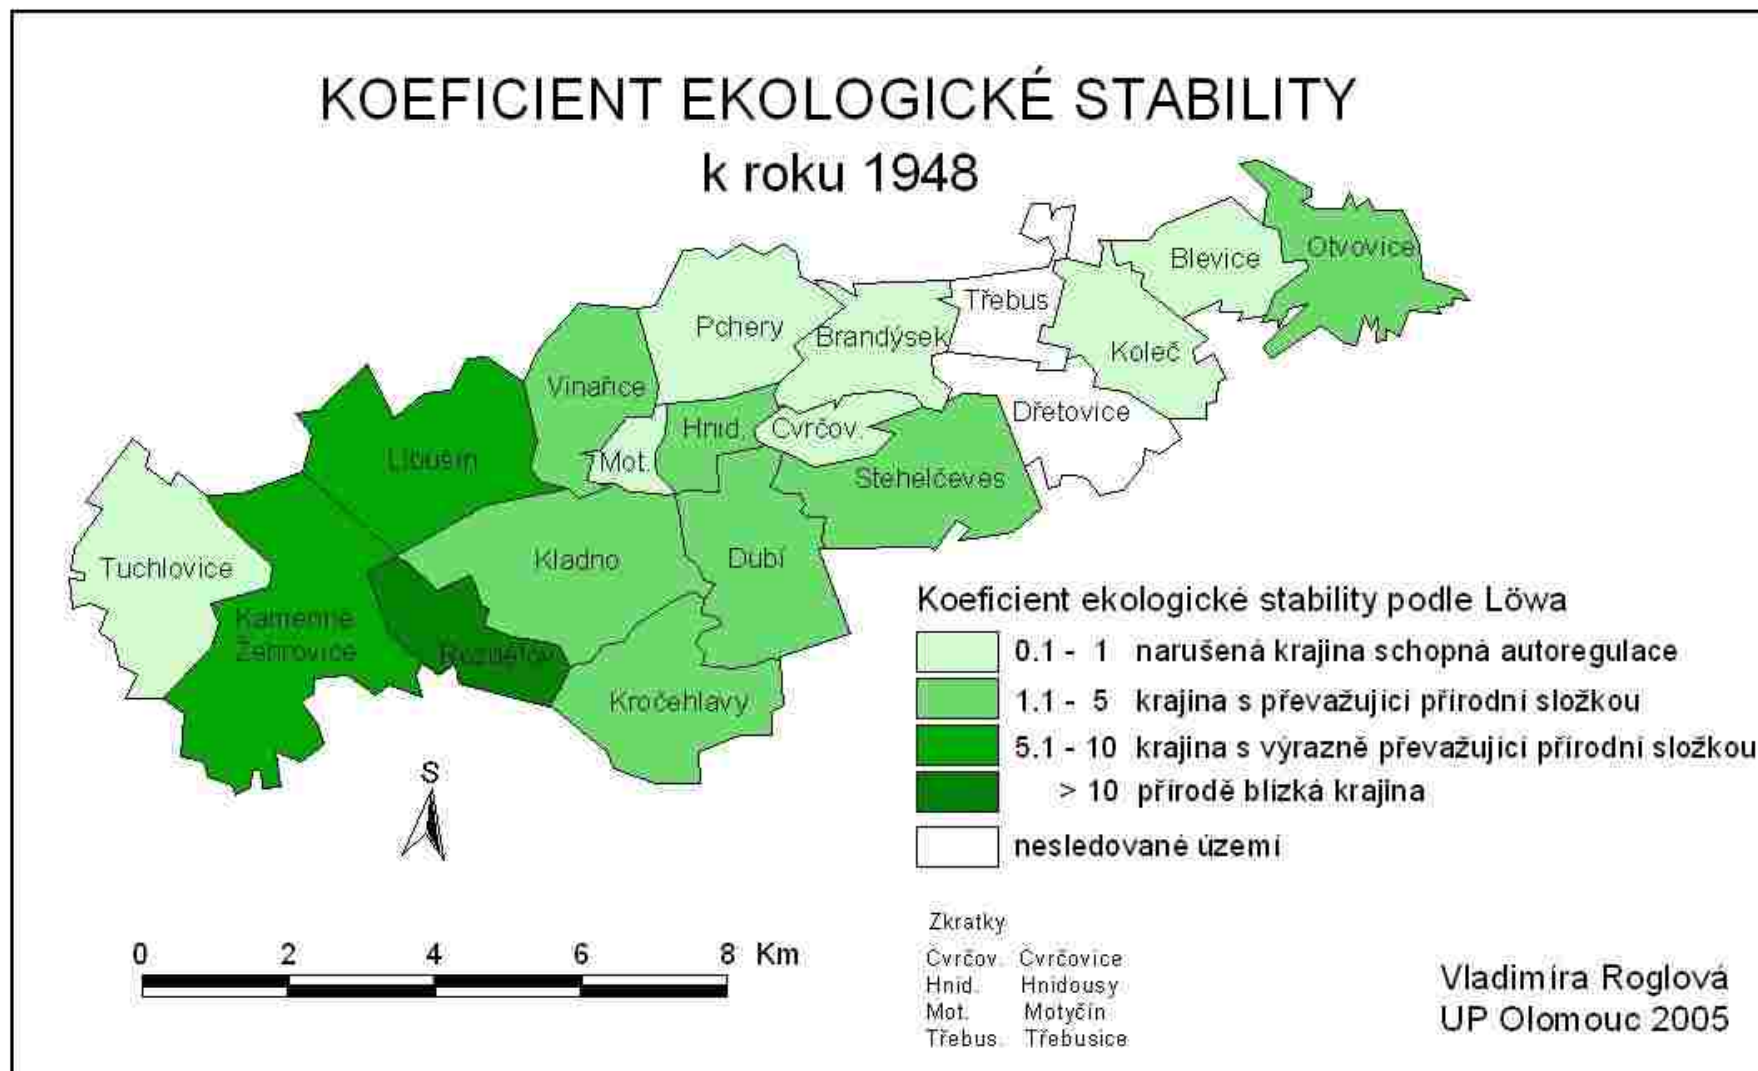 KOEFICIENT EKOLOGICKÉ STABILITY
k roku 1948
Otvovice
Blevice
Třebus
Pchery
Brandýsek
Koleč
Vinařice
Dřetovice
Hnid.
Čvrčov.
Libušín
Mot.
Stehelčeves
Tuchlovice
Kladno
Dubí
Kamenné
Žehrovice
Rozdělov
Kročehlavy
Koeficient ekologické stability podle Löwa
0.1 - 1 narušená krajina schopná autoregulace
1.1 - 5 krajina s převažující přírodní složkou
5.1 - 10 krajina s výrazně převažující přírodní složkou
> 10 přírodě blízká krajina
nesledované území
S
0 2 4 6 8 Km
Zkratky
Čvrčov. Čvrčovice
Hnid. Hnidousy
Mot. Motyčín
Třebus. Třebusice
Vladimíra Roglová
UP Olomouc 2005